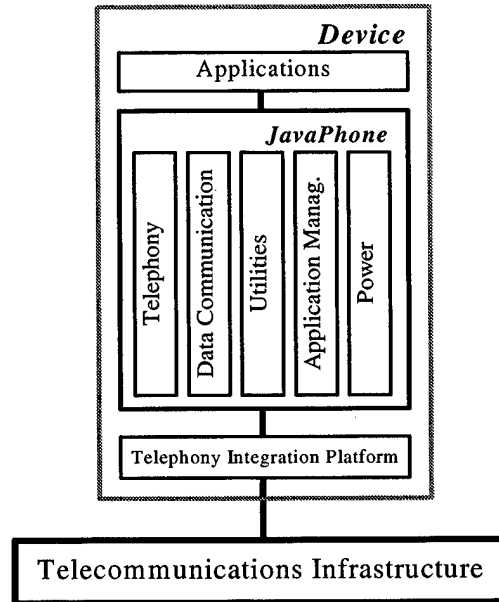 Device
Applications
JavaPhone
Telephony
Data Communication
Utilities
Application Manag.
Power
Telephony Integration Platform
Telecommunications Infrastructure